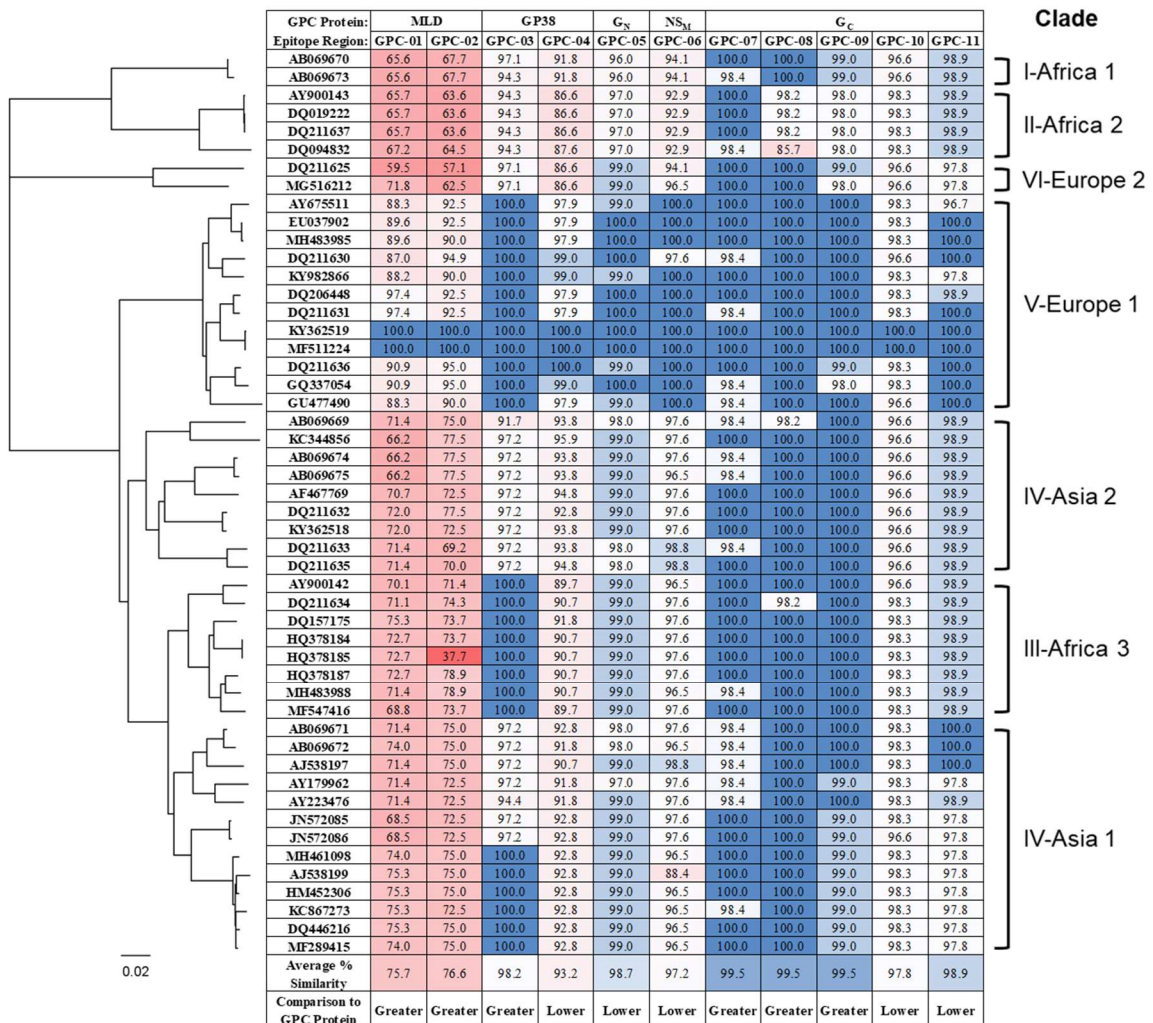 GPC Protein: MLD GP38 G_N NS_M G_C Clade
Epitope Region: GPC-01 GPC-02 GPC-03 GPC-04 GPC-05 GPC-06 GPC-07 GPC-08 GPC-09 GPC-10 GPC-11
AB069670 65.6 67.7 97.1 91.8 96.0 94.1 100.0 100.0 99.0 96.6 98.9
I-Africa 1
AB069673 65.6 67.7 94.3 91.8 96.0 94.1 98.4 100.0 99.0 96.6 98.9
AY900143 65.7 63.6 94.3 86.6 97.0 92.9 100.0 98.2 98.0 98.3 98.9
DQ019222 65.7 63.6 94.3 86.6 97.0 92.9 100.0 98.2 98.0 98.3 98.9
II-Africa 2
DQ211637 65.7 63.6 94.3 86.6 97.0 92.9 100.0 98.2 98.0 98.3 98.9
DQ094832 67.2 64.5 94.3 87.6 97.0 92.9 98.4 85.7 98.0 98.3 98.9
DQ211625 59.5 57.1 97.1 86.6 99.0 94.1 100.0 100.0 99.0 96.6 97.8
VI-Europe 2
MG516212 71.8 62.5 97.1 86.6 99.0 96.5 100.0 100.0 98.0 96.6 97.8
AY675511 88.3 92.5 100.0 97.9 99.0 100.0 100.0 100.0 100.0 98.3 96.7
EU037902 89.6 92.5 100.0 97.9 100.0 100.0 100.0 100.0 100.0 98.3 100.0
MH483985 89.6 90.0 100.0 97.9 100.0 100.0 100.0 100.0 100.0 98.3 100.0
DQ211630 87.0 94.9 100.0 99.0 100.0 97.6 98.4 100.0 100.0 96.6 100.0
KY982866 88.2 90.0 100.0 99.0 99.0 100.0 100.0 100.0 100.0 98.3 97.8
DQ206448 97.4 92.5 100.0 97.9 100.0 100.0 100.0 100.0 100.0 98.3 98.9
V-Europe 1
DQ211631 97.4 92.5 100.0 97.9 100.0 100.0 98.4 100.0 100.0 98.3 100.0
KY362519 100.0 100.0 100.0 100.0 100.0 100.0 100.0 100.0 100.0 100.0 100.0
MF511224 100.0 100.0 100.0 100.0 100.0 100.0 100.0 100.0 100.0 100.0 100.0
DQ211636 90.9 95.0 100.0 100.0 99.0 100.0 100.0 100.0 99.0 98.3 100.0
GQ337054 90.9 95.0 100.0 99.0 100.0 100.0 98.4 100.0 98.0 98.3 100.0
GU477490 88.3 90.0 100.0 97.9 99.0 100.0 98.4 100.0 100.0 96.6 100.0
AB069669 71.4 75.0 91.7 93.8 98.0 97.6 98.4 98.2 100.0 96.6 98.9
KC344856 66.2 77.5 97.2 95.9 99.0 97.6 100.0 100.0 100.0 96.6 98.9
AB069674 66.2 77.5 97.2 93.8 99.0 97.6 98.4 100.0 100.0 96.6 98.9
AB069675 66.2 77.5 97.2 93.8 99.0 96.5 98.4 100.0 100.0 96.6 98.9
AF467769 70.7 72.5 97.2 94.8 99.0 97.6 100.0 100.0 100.0 96.6 98.9
IV-Asia 2
DQ211632 72.0 77.5 97.2 92.8 99.0 97.6 100.0 100.0 100.0 96.6 98.9
KY362518 72.0 72.5 97.2 93.8 99.0 97.6 100.0 100.0 100.0 96.6 98.9
DQ211633 71.4 69.2 97.2 93.8 98.0 98.8 98.4 100.0 100.0 96.6 98.9
DQ211635 71.4 70.0 97.2 94.8 98.0 98.8 100.0 100.0 100.0 96.6 98.9
AY900142 70.1 71.4 100.0 89.7 99.0 96.5 100.0 100.0 100.0 96.6 98.9
DQ211634 71.1 74.3 100.0 90.7 99.0 97.6 100.0 98.2 100.0 98.3 98.9
DQ157175 75.3 73.7 100.0 91.8 99.0 97.6 100.0 100.0 100.0 98.3 98.9
HQ378184 72.7 73.7 100.0 90.7 99.0 97.6 100.0 100.0 100.0 98.3 98.9
III-Africa 3
HQ378185 72.7 37.7 100.0 90.7 99.0 97.6 100.0 100.0 100.0 98.3 98.9
HQ378187 72.7 78.9 100.0 90.7 99.0 97.6 100.0 100.0 100.0 98.3 98.9
MH483988 71.4 78.9 100.0 90.7 99.0 96.5 98.4 100.0 100.0 98.3 98.9
MF547416 68.8 73.7 100.0 89.7 99.0 97.6 100.0 100.0 100.0 98.3 98.9
AB069671 71.4 75.0 97.2 92.8 98.0 97.6 98.4 100.0 100.0 98.3 100.0
AB069672 74.0 75.0 97.2 91.8 98.0 96.5 98.4 100.0 100.0 98.3 100.0
AJ538197 71.4 75.0 97.2 90.7 99.0 98.8 98.4 100.0 100.0 98.3 100.0
AY179962 71.4 72.5 97.2 91.8 97.0 97.6 98.4 100.0 99.0 98.3 97.8
AY223476 71.4 72.5 94.4 91.8 99.0 97.6 98.4 100.0 100.0 98.3 98.9
JN572085 68.5 72.5 97.2 92.8 99.0 97.6 100.0 100.0 99.0 98.3 97.8
JN572086 68.5 72.5 97.2 92.8 99.0 97.6 100.0 100.0 99.0 96.6 97.8
IV-Asia 1
MH461098 74.0 75.0 100.0 92.8 99.0 96.5 100.0 100.0 99.0 98.3 97.8
AJ538199 75.3 75.0 100.0 92.8 99.0 88.4 100.0 100.0 99.0 98.3 97.8
HM452306 75.3 75.0 100.0 92.8 99.0 96.5 100.0 100.0 99.0 98.3 97.8
KC867273 75.3 72.5 100.0 92.8 99.0 96.5 98.4 100.0 99.0 98.3 97.8
DQ446216 75.3 75.0 100.0 92.8 99.0 96.5 100.0 100.0 99.0 98.3 97.8
MF289415 74.0 75.0 100.0 92.8 99.0 96.5 100.0 100.0 99.0 98.3 97.8
0.02
Average %
Similarity 75.7 76.6 98.2 93.2 98.7 97.2 99.5 99.5 99.5 97.8 98.9
Comparison to
GPC Protein Greater Greater Greater Lower Lower Lower Greater Greater Greater Lower Lower